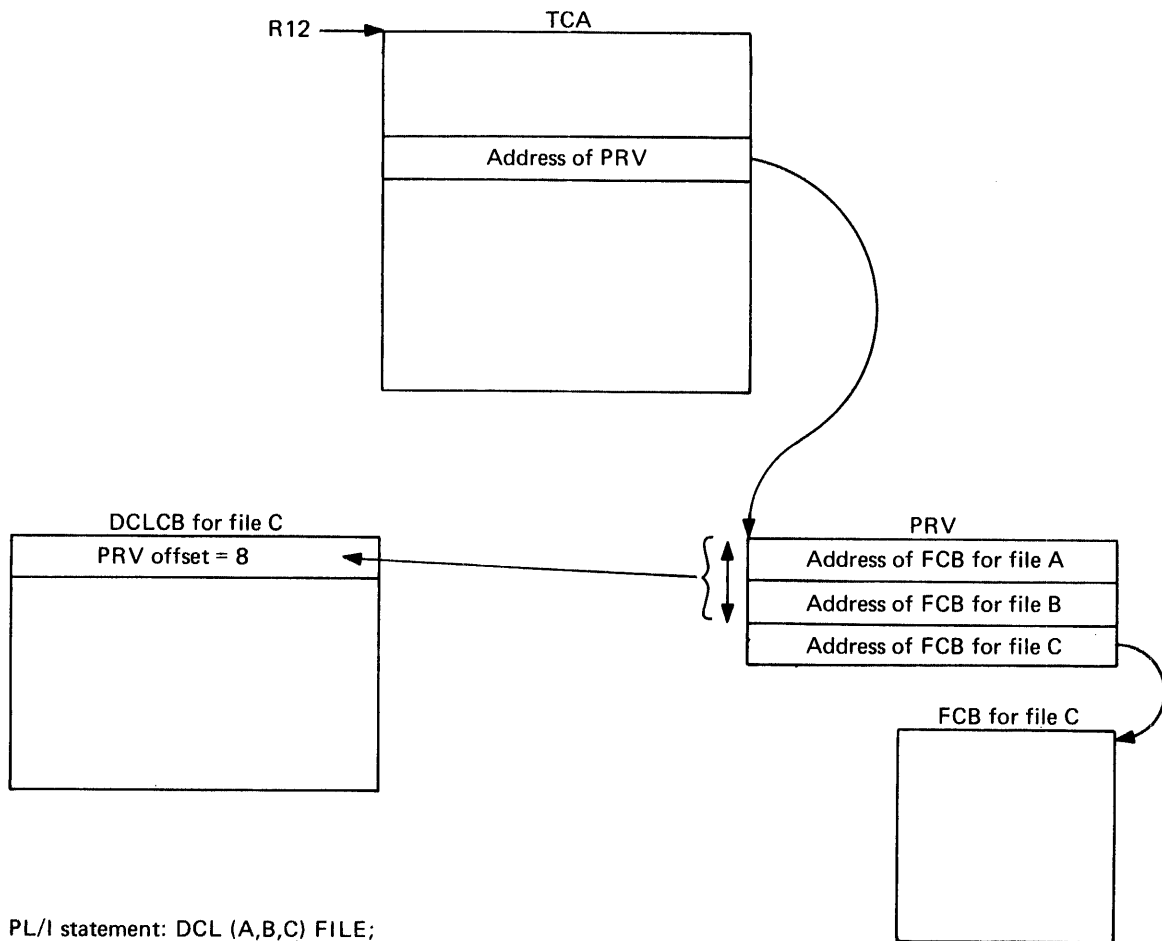 TCA
R12
Address of PRV
DCLCB for file C
PRV offset = 8
PRV
Address of FCB for file A
Address of FCB for file B
Address of FCB for file C
FCB for file C
PL/I statement: DCL (A,B,C) FILE;